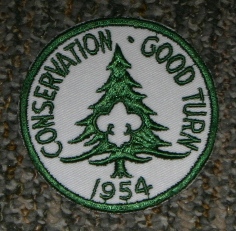 CONSERVATION · GOOD TURN
1954